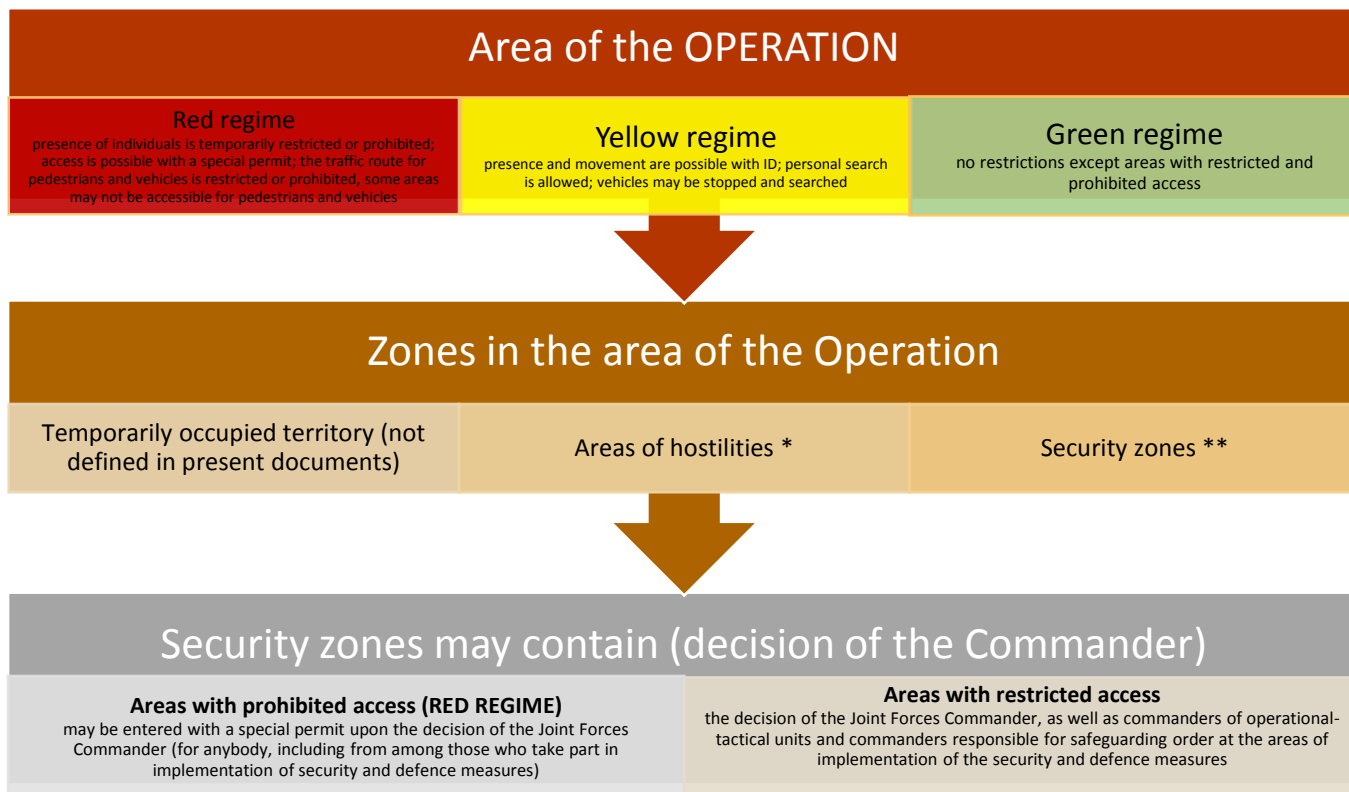 Area of the OPERATION
Red regime
presence of individuals is temporarily restricted or prohibited;
access is possible with a special permit; the traffic route for
pedestrians and vehicles is restricted or prohibited, some areas
may not be accessible for pedestrians and vehicles
Yellow regime
presence and movement are possible with ID; personal search
is allowed; vehicles may be stopped and searched
Green regime
no restrictions except areas with restricted and
prohibited access
Zones in the area of the Operation
Temporarily occupied territory (not
defined in present documents)
Areas of hostilities *
Security zones **
Security zones may contain (decision of the Commander)
Areas with prohibited access (RED REGIME)
may be entered with a special permit upon the decision of the Joint Forces
Commander (for anybody, including from among those who take part in
implementation of security and defence measures)
Areas with restricted access
the decision of the Joint Forces Commander, as well as commanders of operational-
tactical units and commanders responsible for safeguarding order at the areas of
implementation of the security and defence measures